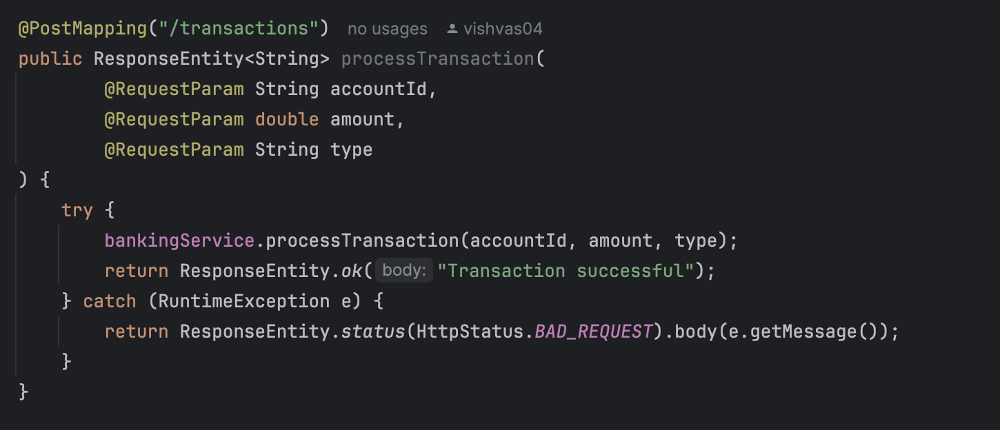 @PostMapping("/transactions") no usages vishvas04
public ResponseEntity<String> processTransaction(
@RequestParam String accountId,
@RequestParam double amount,
@RequestParam String type
) {
try {
bankingService.processTransaction(accountId, amount, type);
return ResponseEntity.ok( body: "Transaction successful");
} catch (RuntimeException e) {
return ResponseEntity.status(HttpStatus.BAD_REQUEST).body(e.getMessage());
}
}